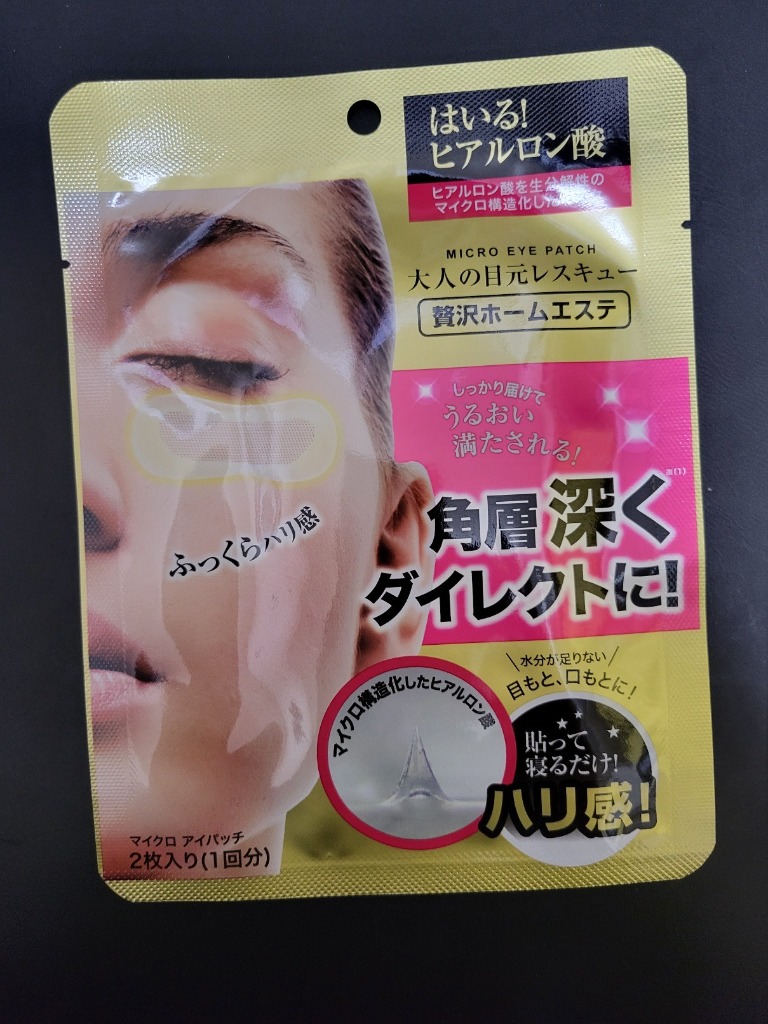 はいる!
ヒアルロン酸
ヒアルロン酸を生分解性の
マイクロ構造化した
MICRO EYE PATCH
大人の目元レスキュー
贅沢ホームエステ
しっかり届けて
うるおい
満たされる!
※(1)
角層深く
ダイレクトに!
ふっくらハリ感
水分が足りない
目もと、口もとに!
マイクロ構造化したヒアルロン酸
貼って
寝るだけ!
ハリ感!
マイクロ アイパッチ
2枚入り(1回分)